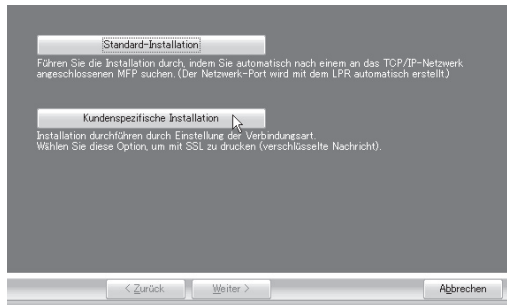 Standard-Installation
Führen Sie die Installation durch, indem Sie automatisch nach einem an das TCP/IP-Netzwerk
angeschlossenen MFP suchen. (Der Netzwerk-Port wird mit dem LPR automatisch erstellt.)
Kundenspezifische Installation
Installation durchführen durch Einstellung der Verbindungsart.
Wählen Sie diese Option, um mit SSL zu drucken (verschlüsselte Nachricht).
< Zurück Weiter > Abbrechen